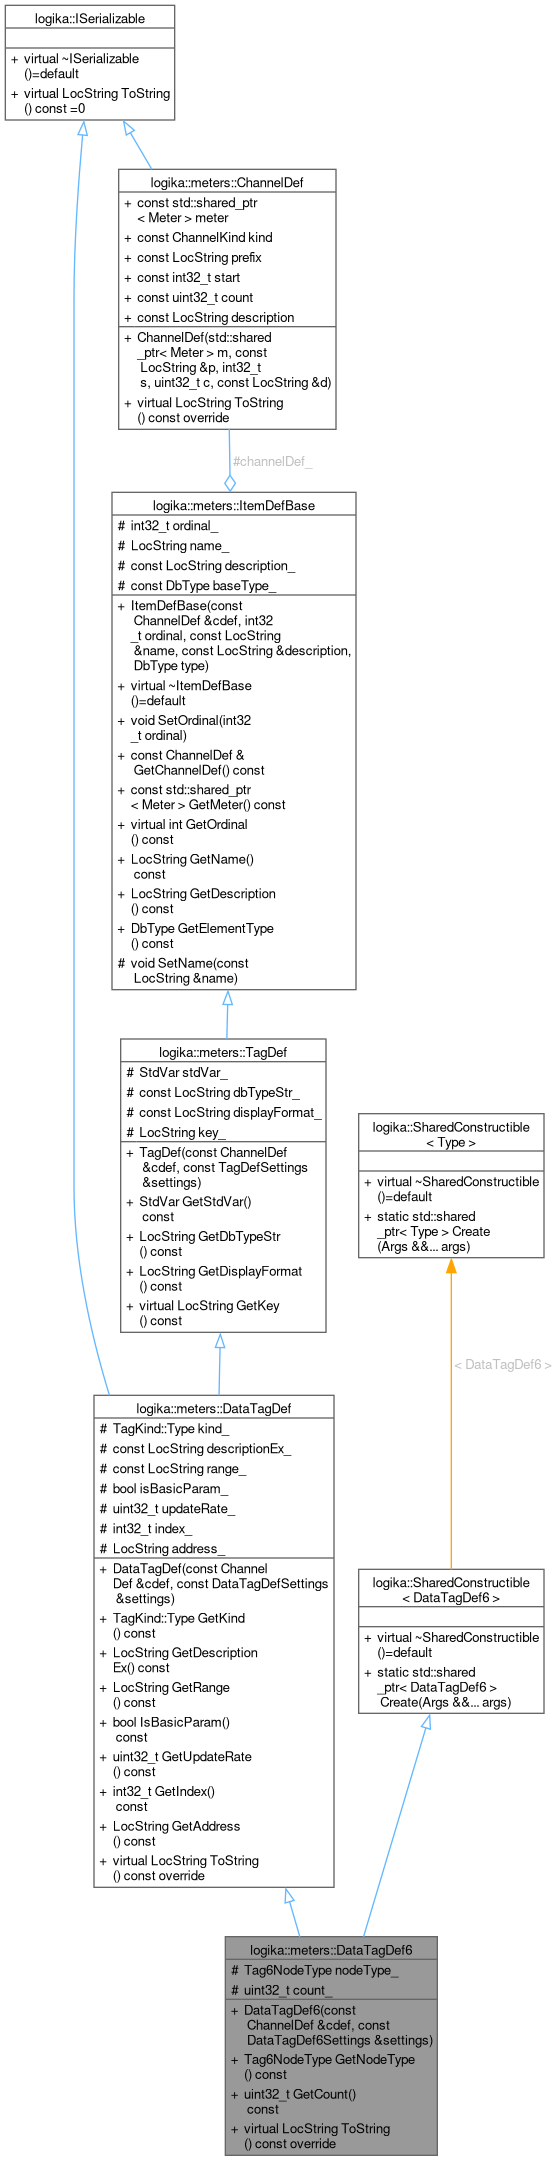 logika::ISerializable
+ virtual ~ISerializable
()=default
+ virtual LocString ToString
() const =0
logika::meters::ChannelDef
+ const std::shared_ptr
< Meter > meter
+ const ChannelKind kind
+ const LocString prefix
+ const int32_t start
+ const uint32_t count
+ const LocString description
+ ChannelDef(std::shared
_ptr< Meter > m, const
LocString &p, int32_t
s, uint32_t c, const LocString &d)
+ virtual LocString ToString
() const override
#channelDef_
logika::meters::ItemDefBase
# int32_t ordinal_
# LocString name_
# const LocString description_
# const DbType baseType_
+ ItemDefBase(const
ChannelDef &cdef, int32
_t ordinal, const LocString
&name, const LocString &description,
DbType type)
+ virtual ~ItemDefBase
()=default
+ void SetOrdinal(int32
_t ordinal)
+ const ChannelDef &
GetChannelDef() const
+ const std::shared_ptr
< Meter > GetMeter() const
+ virtual int GetOrdinal
() const
+ LocString GetName()
const
+ LocString GetDescription
() const
+ DbType GetElementType
() const
# void SetName(const
LocString &name)
logika::meters::TagDef
# StdVar stdVar_
# const LocString dbTypeStr_
# const LocString displayFormat_
# LocString key_
+ TagDef(const ChannelDef
&cdef, const TagDefSettings
&settings)
+ StdVar GetStdVar()
const
+ LocString GetDbTypeStr
() const
+ LocString GetDisplayFormat
() const
+ virtual LocString GetKey
() const
logika::SharedConstructible
< Type >
+ virtual ~SharedConstructible
()=default
+ static std::shared
_ptr< Type > Create
(Args &&... args)
< DataTagDef6 >
logika::meters::DataTagDef
# TagKind::Type kind_
# const LocString descriptionEx_
# const LocString range_
# bool isBasicParam_
# uint32_t updateRate_
# int32_t index_
# LocString address_
+ DataTagDef(const Channel
Def &cdef, const DataTagDefSettings
&settings)
+ TagKind::Type GetKind
() const
+ LocString GetDescription
Ex() const
+ LocString GetRange
() const
+ bool IsBasicParam()
const
+ uint32_t GetUpdateRate
() const
+ int32_t GetIndex()
const
+ LocString GetAddress
() const
+ virtual LocString ToString
() const override
logika::SharedConstructible
< DataTagDef6 >
+ virtual ~SharedConstructible
()=default
+ static std::shared
_ptr< DataTagDef6 >
Create(Args &&... args)
logika::meters::DataTagDef6
# Tag6NodeType nodeType_
# uint32_t count_
+ DataTagDef6(const
ChannelDef &cdef, const
DataTagDef6Settings &settings)
+ Tag6NodeType GetNodeType
() const
+ uint32_t GetCount()
const
+ virtual LocString ToString
() const override